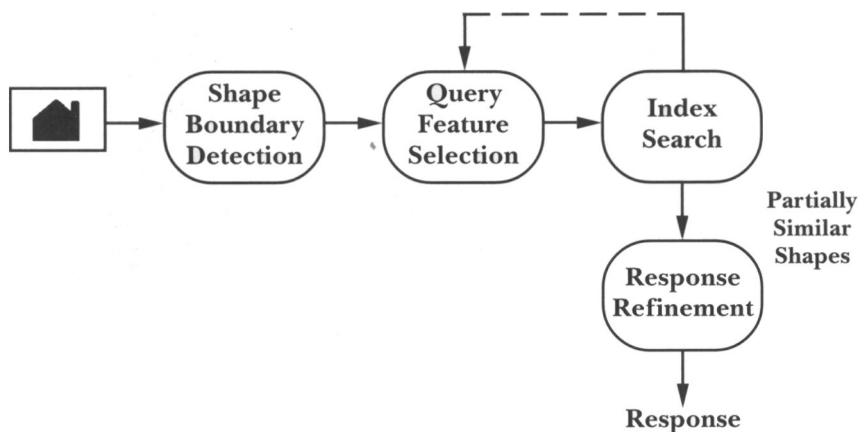 Shape
Boundary
Detection
Query
Feature
Selection
Index
Search
Partially
Similar
Shapes
Response
Refinement
Response